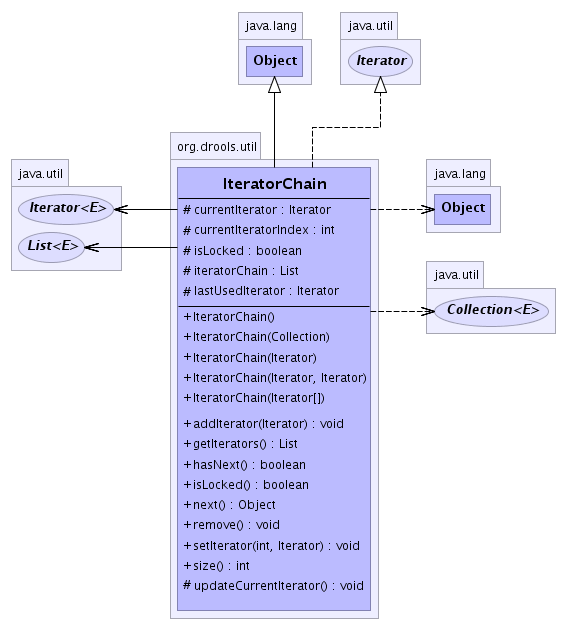 java.lang
Object
java.util
Iterator
org.drools.util
IteratorChain
# currentIterator : Iterator
# currentIteratorIndex : int
# isLocked : boolean
# iteratorChain : List
# lastUsedIterator : Iterator
+ IteratorChain()
+ IteratorChain(Collection)
+ IteratorChain(Iterator)
+ IteratorChain(Iterator, Iterator)
+ IteratorChain(Iterator[])
+ addIterator(Iterator) : void
+ getIterators() : List
+ hasNext() : boolean
+ isLocked() : boolean
+ next() : Object
+ remove() : void
+ setIterator(int, Iterator) : void
+ size() : int
# updateCurrentIterator() : void
java.util
Iterator<E>
List<E>
java.lang
Object
java.util
Collection<E>